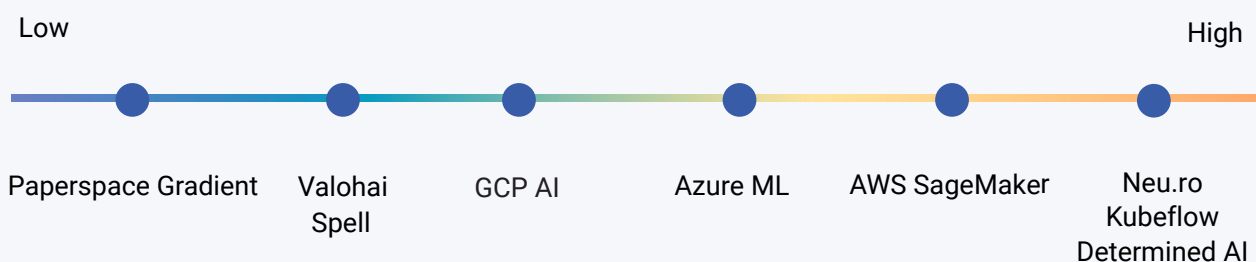 Low
High
Paperspace Gradient
Valohai
Spell
GCP AI
Azure ML
AWS SageMaker
Neu.ro
Kubeflow
Determined AI